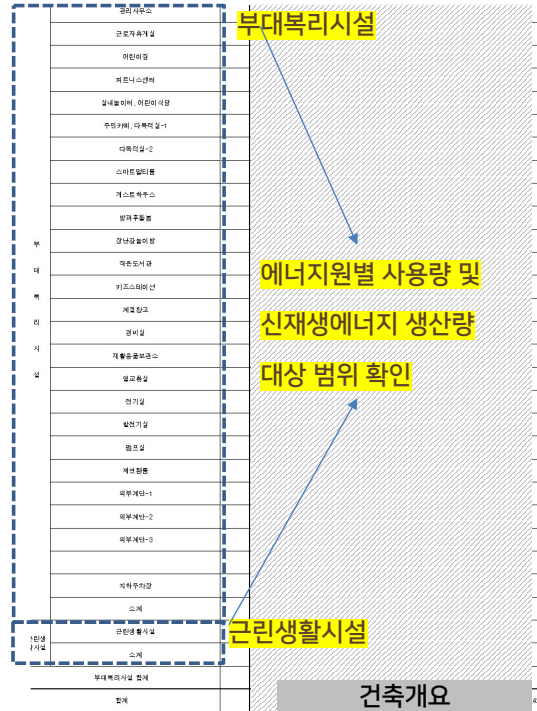 관리사무소
부대복리시설
근로자휴게실
어린이집
피트니스센터
실내놀이터, 어린이식당
주민카페, 다목적실-1
다목적실-2
스마트멀티룸
게스트하우스
방과후돌봄
장난감놀이방
작은도서관
키즈스테이션
계절창고
경비실
재활용품보관소
열교환실
전기실
발전기실
펌프실
제연휀룸
외부계단-1
외부계단-2
외부계단-3
지하주차장
소계
부대복리시설
에너지원별 사용량 및
신재생에너지 생산량
대상 범위 확인
근린생활시설
근린생활시설
소계
근린생
활시설
부대복리시설 합계
합계
건축개요